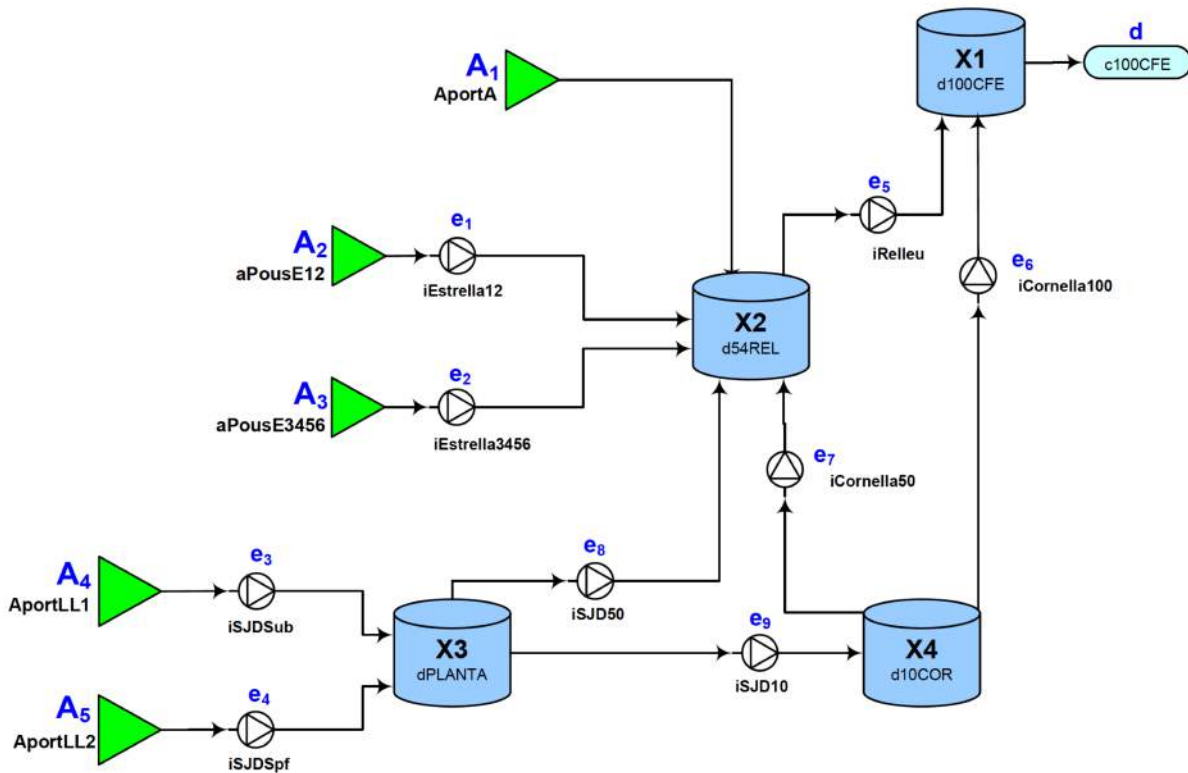 d
X1
d100CFE
c100CFE
A₁
AportA
e₅
iRelleu
A₂
aPousE12
e₁
iEstrella12
e₆
iCornella100
X2
d54REL
A₃
aPousE3456
e₂
iEstrella3456
e₇
iCornella50
A₄
AportLL1
e₃
iSJDSub
e₈
iSJD50
X3
dPLANTA
e₉
iSJD10
X4
d10COR
A₅
AportLL2
e₄
iSJDSpf